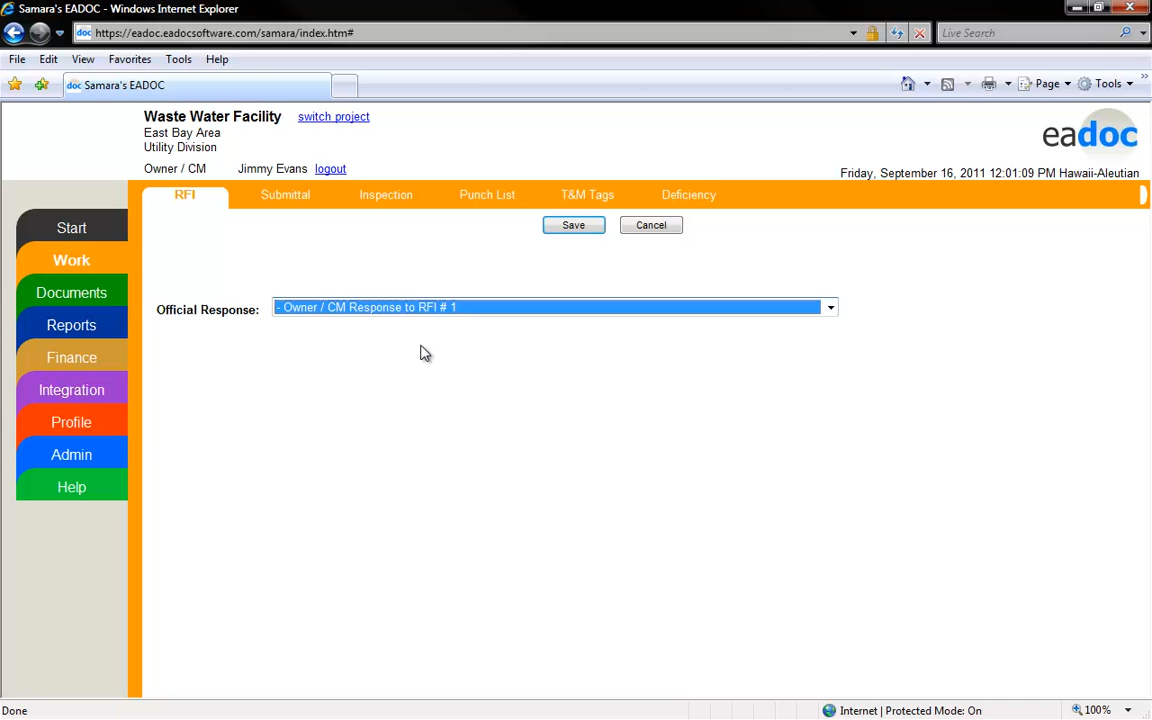 Samara's EADOC - Windows Internet Explorer
doc https://eadoc.eadocsoftware.com/samara/index.htm#
Live Search
File Edit View Favorites Tools Help
doc Samara's EADOC
Page Tools
Waste Water Facility switch project
East Bay Area
Utility Division
Owner / CM Jimmy Evans logout
eadoc
Friday, September 16, 2011 12:01:09 PM Hawaii-Aleutian
RFI Submittal Inspection Punch List T&M Tags Deficiency
Save Cancel
Start
Work
Documents
Reports
Finance
Integration
Profile
Admin
Help
Official Response: - Owner / CM Response to RFI # 1
Done
Internet | Protected Mode: On
100%